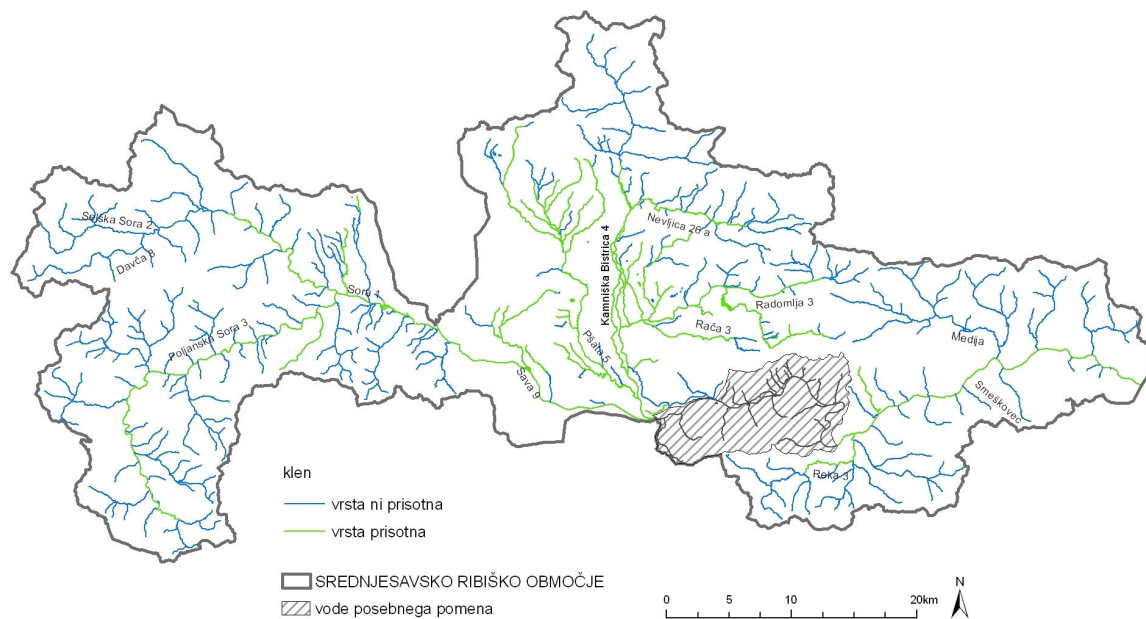 Selška Sora 2
Davča 3
Poljanska Sora 3
Sora 1
Sava 9
Pšata 5
Kamniška Bistrica 4
Nevljica 26 a
Radomlja 3
Rača 3
Medija
Smeškovec
Reka 3
klen
vrsta ni prisotna
vrsta prisotna
SREDNJESAVSKO RIBIŠKO OBMOČJE
vode posebnega pomena
0 5 10 20km
N